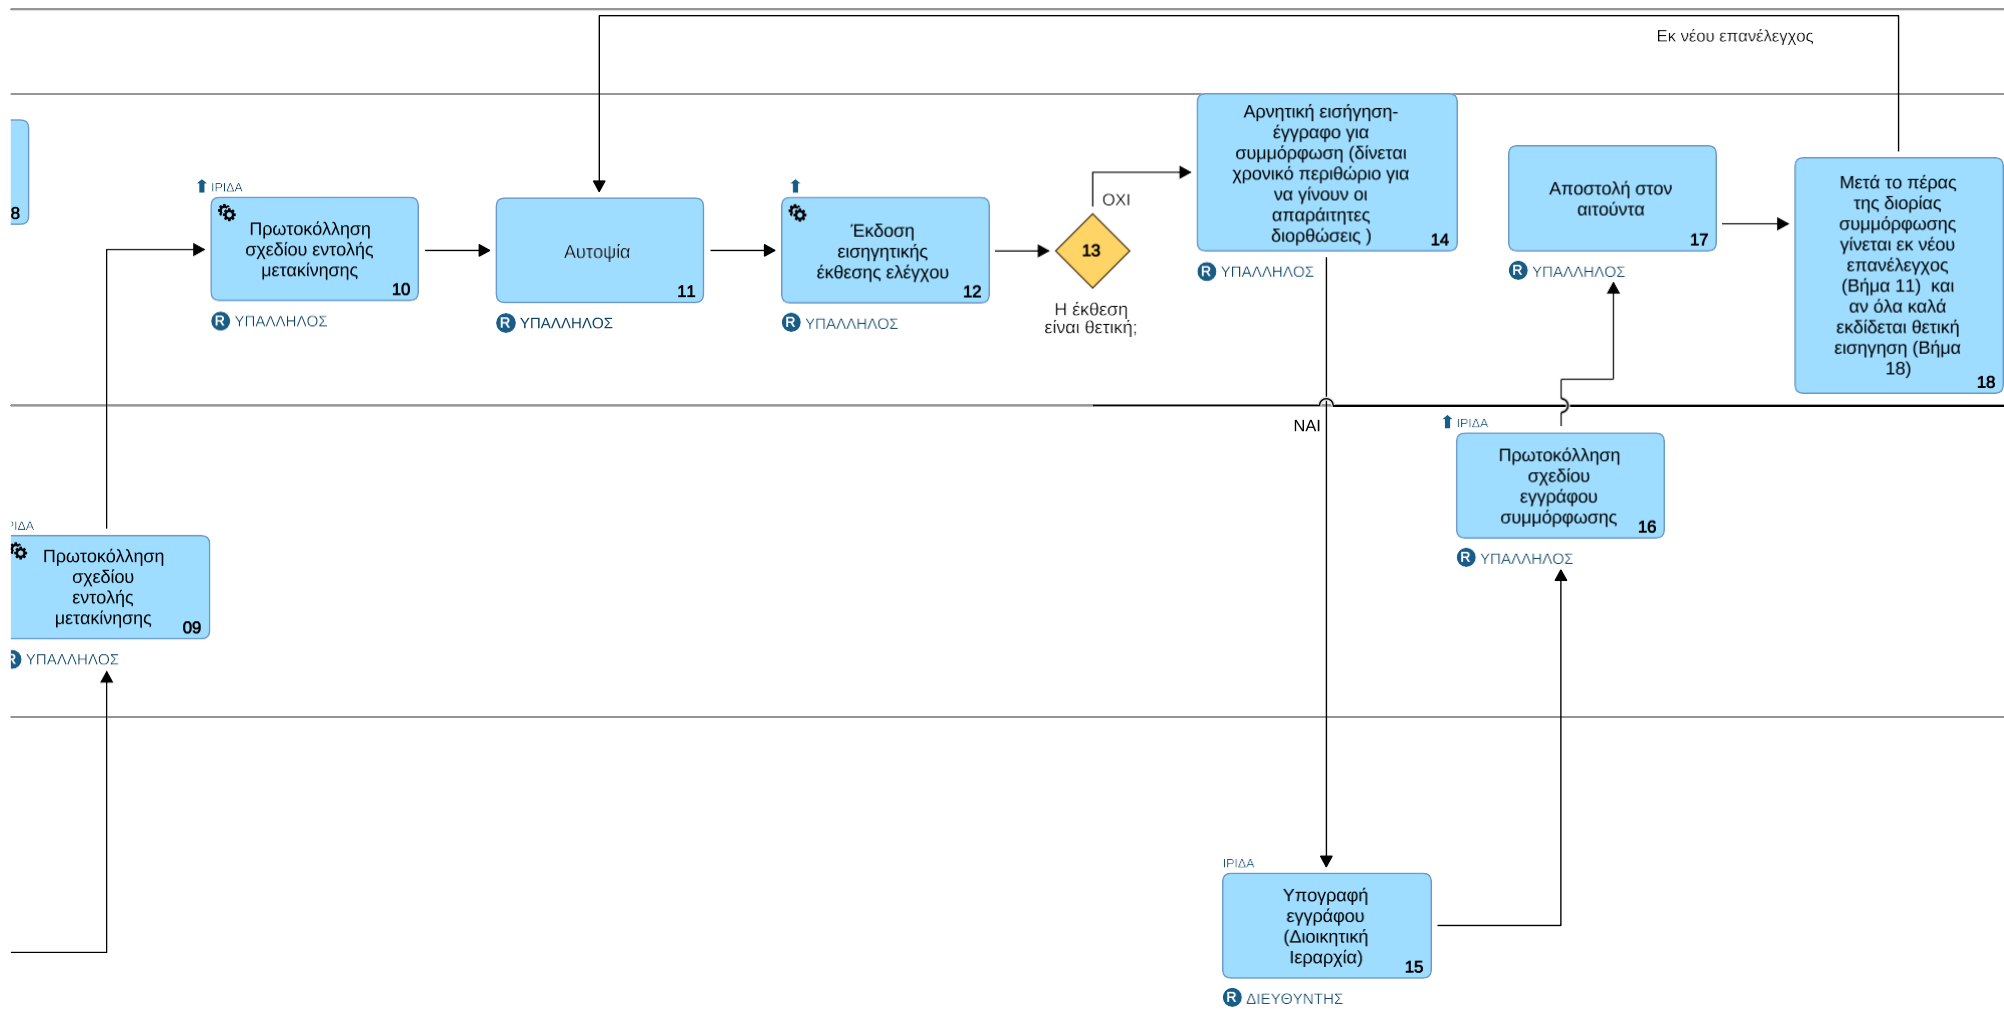 Εκ νέου επανέλεγχος
8
ΙΡΙΔΑ
Πρωτοκόλληση
σχεδίου εντολής
μετακίνησης
10
R ΥΠΑΛΛΗΛΟΣ
Αυτοψία
11
R ΥΠΑΛΛΗΛΟΣ
Έκδοση
εισηγητικής
έκθεσης ελέγχου
12
R ΥΠΑΛΛΗΛΟΣ
13
Η έκθεση
είναι θετική;
ΟΧΙ
Αρνητική εισήγηση-
έγγραφο για
συμμόρφωση (δίνεται
χρονικό περιθώριο για
να γίνουν οι
απαράιτητες
διορθώσεις )
14
R ΥΠΑΛΛΗΛΟΣ
Αποστολή στον
αιτούντα
17
R ΥΠΑΛΛΗΛΟΣ
Μετά το πέρας
της διορίας
συμμόρφωσης
γίνεται εκ νέου
επανέλεγχος
(Βήμα 11) και
αν όλα καλά
εκδίδεται θετική
εισηγηση (Βήμα
18)
18
ΝΑΙ
ΙΡΙΔΑ
Πρωτοκόλληση
σχεδίου
εγγράφου
συμμόρφωσης
16
R ΥΠΑΛΛΗΛΟΣ
ΡΙΔΑ
Πρωτοκόλληση
σχεδίου
εντολής
μετακίνησης
09
R ΥΠΑΛΛΗΛΟΣ
ΙΡΙΔΑ
Υπογραφή
εγγράφου
(Διοικητική
Ιεραρχία)
15
R ΔΙΕΥΘΥΝΤΗΣ